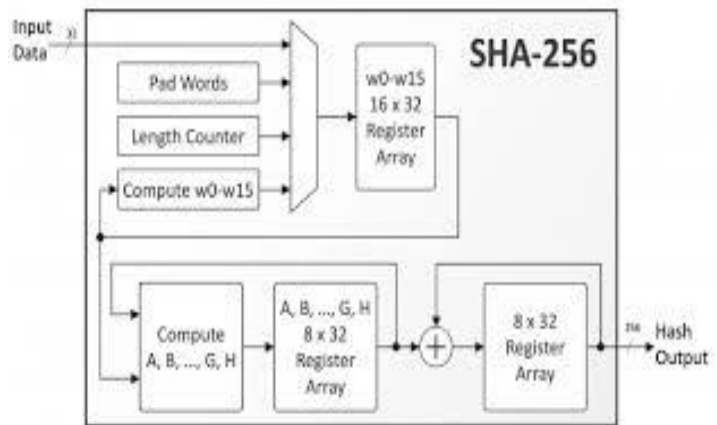 Input
Data
32
SHA-256
Pad Words
Length Counter
Compute w0-w15
w0-w15
16 x 32
Register
Array
Compute
A, B, ..., G, H
A, B, ..., G, H
8 x 32
Register
Array
+
8 x 32
Register
Array
256
Hash
Output